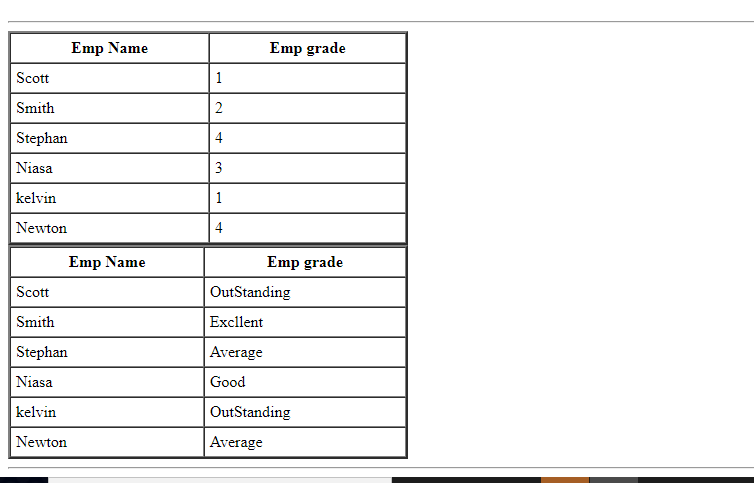 Emp Name Emp grade
Scott 1
Smith 2
Stephan 4
Niasa 3
kelvin 1
Newton 4
Emp Name Emp grade
Scott OutStanding
Smith Excllent
Stephan Average
Niasa Good
kelvin OutStanding
Newton Average